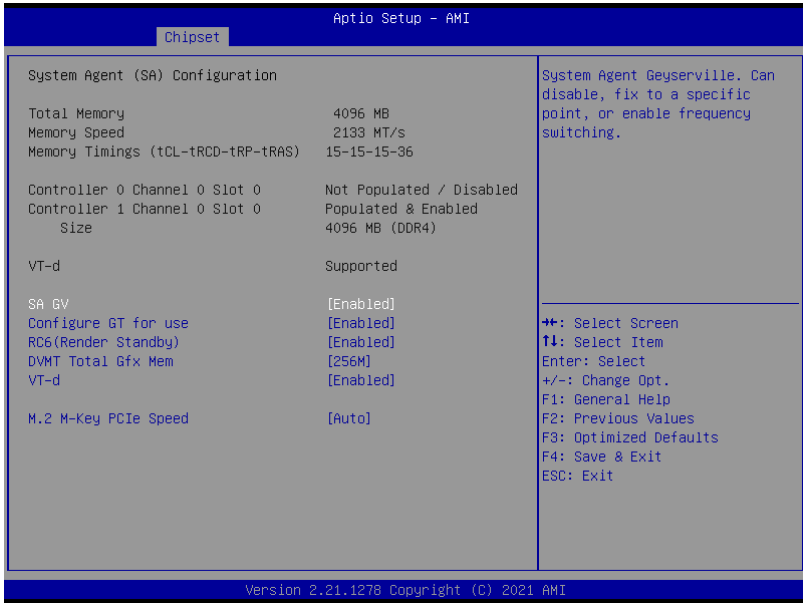 Aptio Setup – AMI
Chipset
System Agent (SA) Configuration
Total Memory 4096 MB
Memory Speed 2133 MT/s
Memory Timings (tCL-tRCD-tRP-tRAS) 15-15-15-36
Controller 0 Channel 0 Slot 0 Not Populated / Disabled
Controller 1 Channel 0 Slot 0 Populated & Enabled
Size 4096 MB (DDR4)
VT-d Supported
SA GV [Enabled]
Configure GT for use [Enabled]
RC6(Render Standby) [Enabled]
DVMT Total Gfx Mem [256M]
VT-d [Enabled]
M.2 M-Key PCIe Speed [Auto]
System Agent Geyserville. Can
disable, fix to a specific
point, or enable frequency
switching.
→←: Select Screen
↑↓: Select Item
Enter: Select
+/-: Change Opt.
F1: General Help
F2: Previous Values
F3: Optimized Defaults
F4: Save & Exit
ESC: Exit
Version 2.21.1278 Copyright (C) 2021 AMI